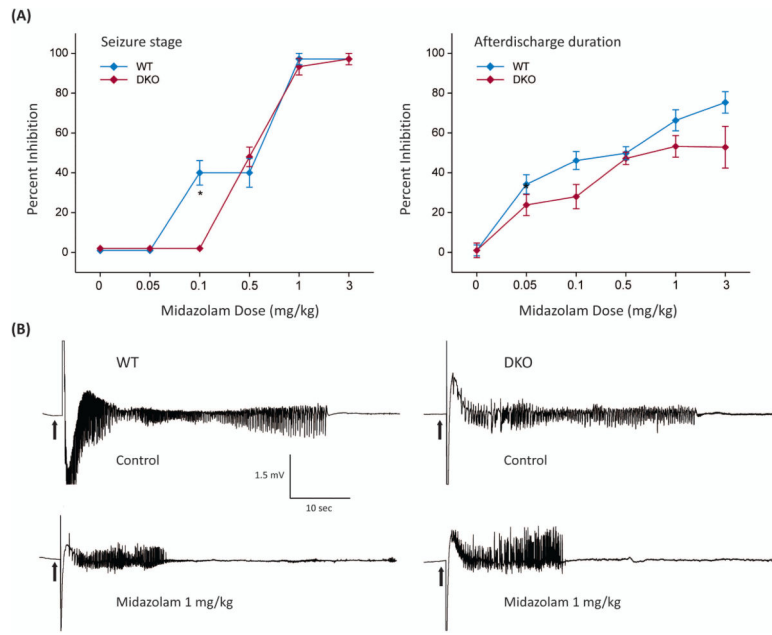 (A)
Seizure stage
WT
DKO
Percent Inhibition
100
80
60
40
20
0
*
0 0.05 0.1 0.5 1 3
Midazolam Dose (mg/kg)
Afterdischarge duration
WT
DKO
Percent Inhibition
100
80
60
40
20
0
*
0 0.05 0.1 0.5 1 3
Midazolam Dose (mg/kg)
(B)
WT
Control
1.5 mV
10 sec
DKO
Control
Midazolam 1 mg/kg
Midazolam 1 mg/kg